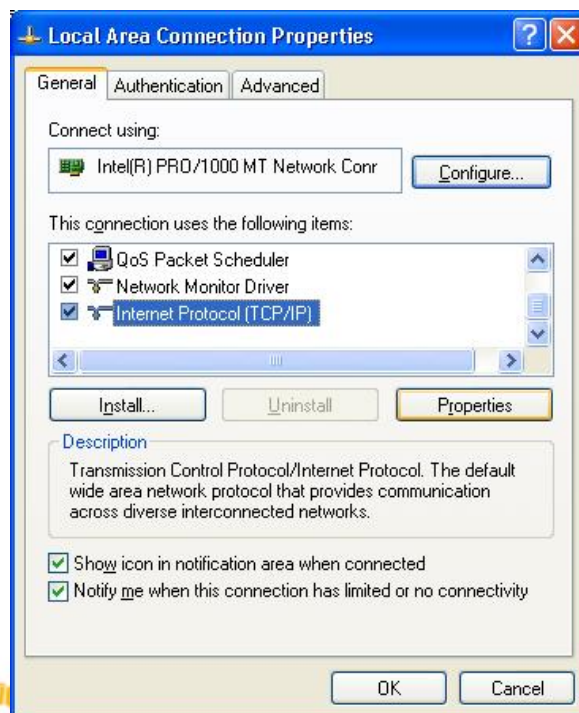 Local Area Connection Properties
General Authentication Advanced
Connect using:
Intel(R) PRO/1000 MT Network Conr
Configure...
This connection uses the following items:
QoS Packet Scheduler
Network Monitor Driver
Internet Protocol (TCP/IP)
Install... Uninstall Properties
Description
Transmission Control Protocol/Internet Protocol. The default
wide area network protocol that provides communication
across diverse interconnected networks.
Show icon in notification area when connected
Notify me when this connection has limited or no connectivity
OK Cancel